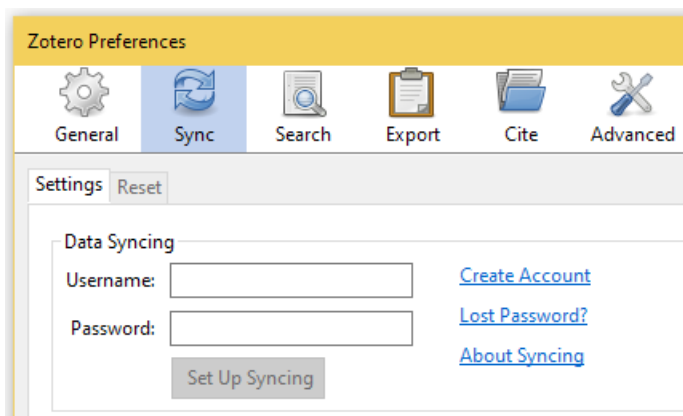 Zotero Preferences
General Sync Search Export Cite Advanced
Settings Reset
Data Syncing
Username: Create Account
Password: Lost Password?
Set Up Syncing About Syncing